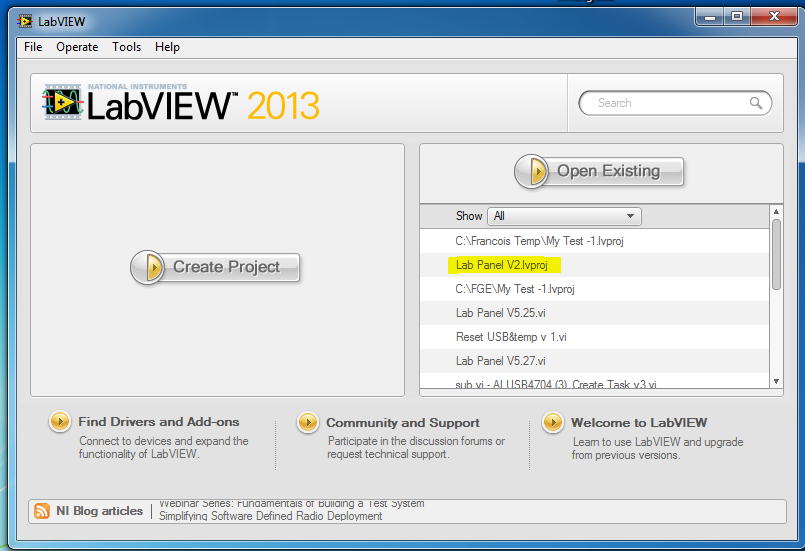 LabVIEW
File Operate Tools Help
NATIONAL INSTRUMENTS
LabVIEW™ 2013
Search
Create Project
Open Existing
Show All
C:\Francois Temp\My Test -1.lvproj
Lab Panel V2.lvproj
C:\FGE\My Test -1.lvproj
Lab Panel V5.25.vi
Reset USB&temp v 1.vi
Lab Panel V5.27.vi
sub vi - AI USB4704 (3), Create Task v3.vi
Find Drivers and Add-ons
Connect to devices and expand the
functionality of LabVIEW.
Community and Support
Participate in the discussion forums or
request technical support.
Welcome to LabVIEW
Learn to use LabVIEW and upgrade
from previous versions.
NI Blog articles
Webinar Series: Fundamentals of Building a Test System
Simplifying Software Defined Radio Deployment